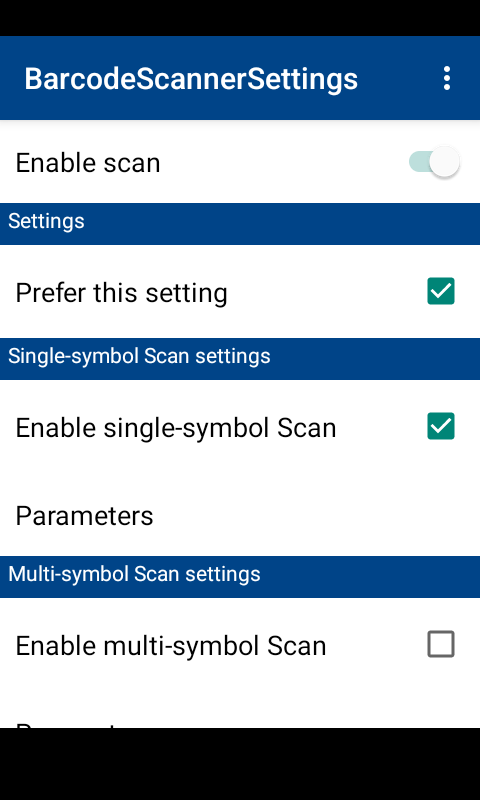 BarcodeScannerSettings
Enable scan
Settings
Prefer this setting
Single-symbol Scan settings
Enable single-symbol Scan
Parameters
Multi-symbol Scan settings
Enable multi-symbol Scan